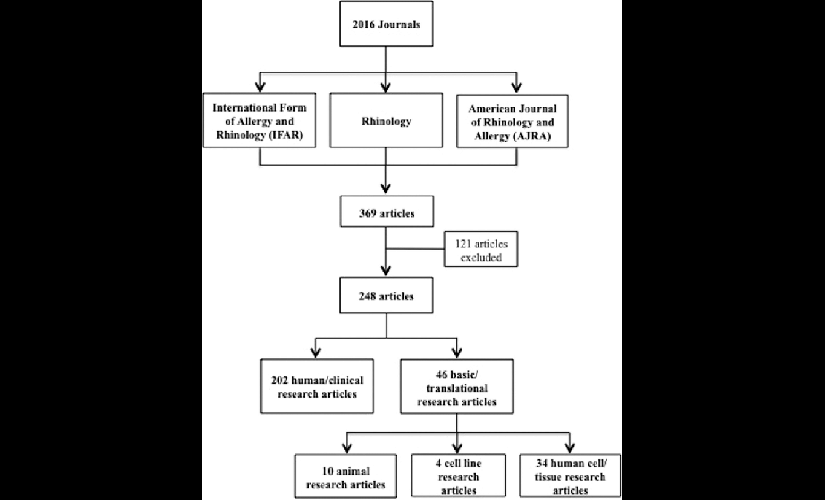 2016 Journals
International Form
of Allergy and
Rhinology (IFAR)
Rhinology
American Journal
of Rhinology and
Allergy (AJRA)
369 articles
121 articles
excluded
248 articles
202 human/clinical
research articles
46 basic/
translational
research articles
10 animal
research articles
4 cell line
research
articles
34 human cell/
tissue research
articles